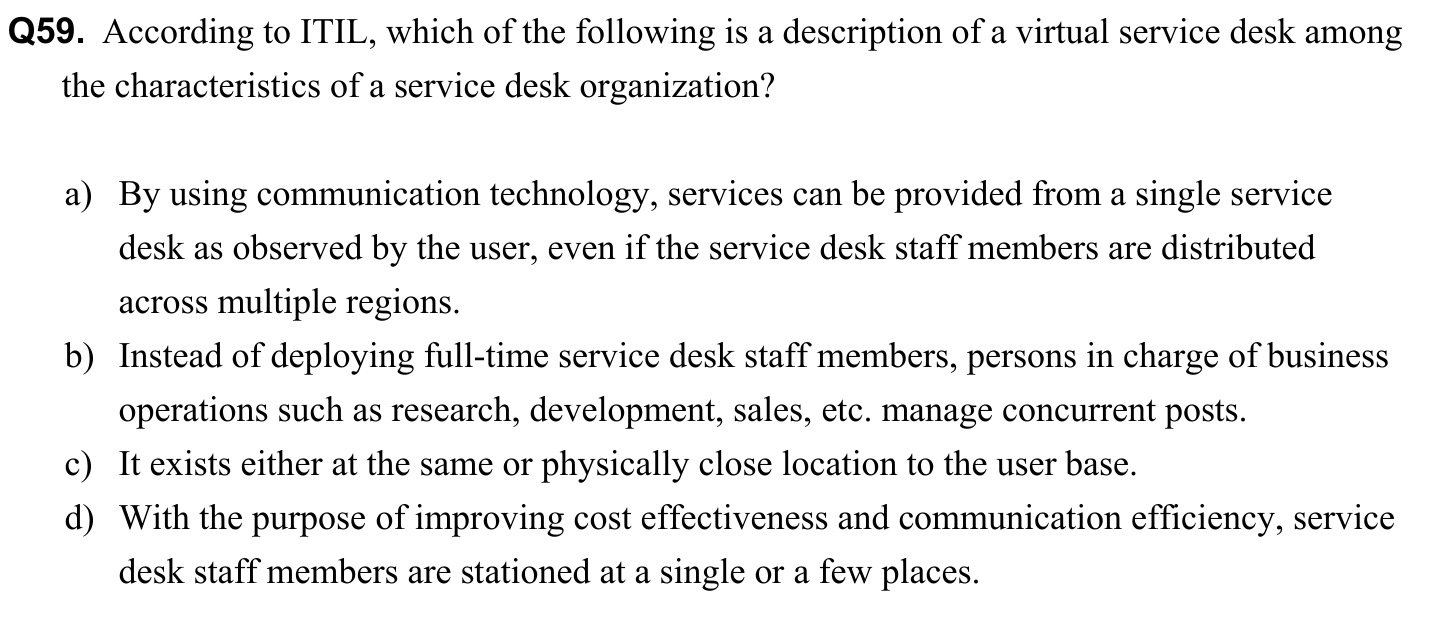 Q59. According to ITIL, which of the following is a description of a virtual service desk among
the characteristics of a service desk organization?
a) By using communication technology, services can be provided from a single service
desk as observed by the user, even if the service desk staff members are distributed
across multiple regions.
b) Instead of deploying full-time service desk staff members, persons in charge of business
operations such as research, development, sales, etc. manage concurrent posts.
c) It exists either at the same or physically close location to the user base.
d) With the purpose of improving cost effectiveness and communication efficiency, service
desk staff members are stationed at a single or a few places.